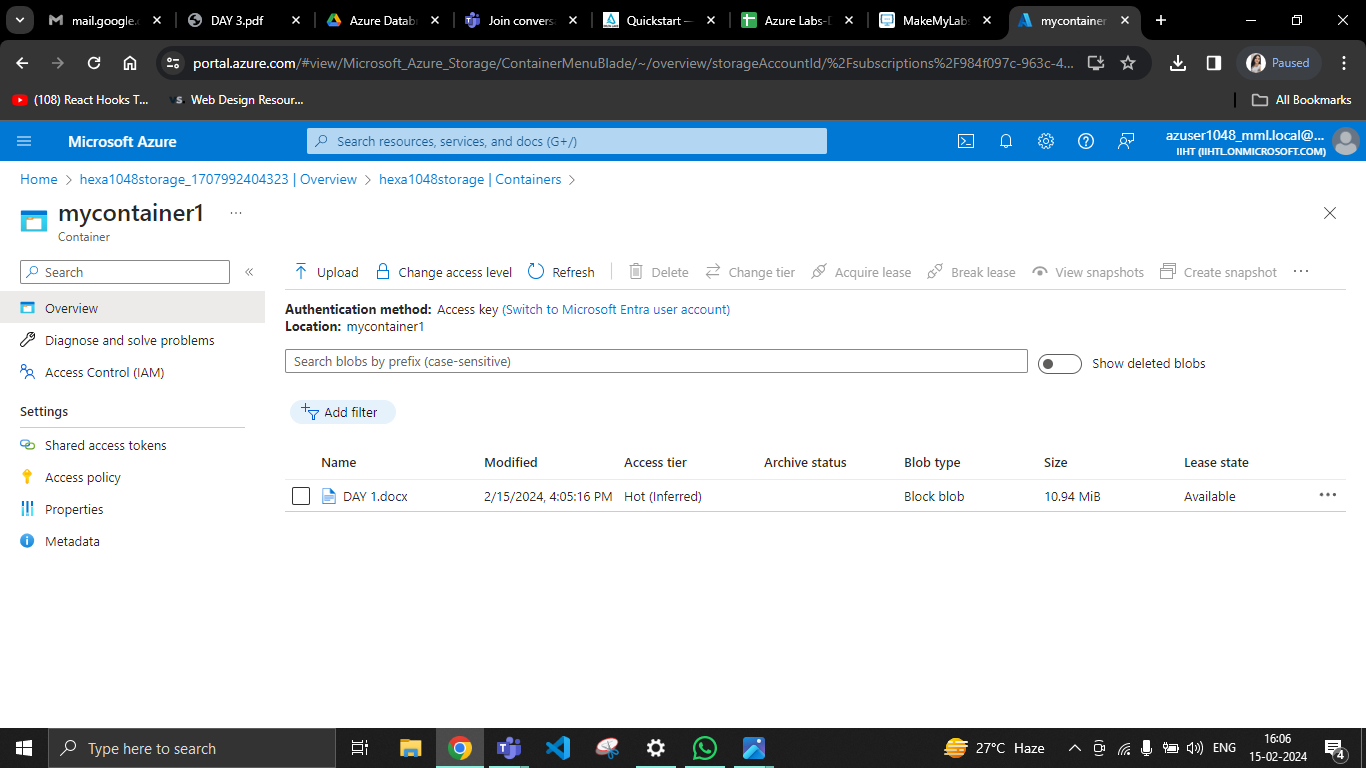 mail.google.c
DAY 3.pdf
Azure Datab
Join convers
Quickstart —
Azure Labs-D
MakeMyLab
mycontainer
portal.azure.com/#view/Microsoft_Azure_Storage/ContainerMenuBlade/~/overview/storageAccountId/%2Fsubscriptions%2F984f097c-963c-4...
Paused
(108) React Hooks T...
VS Web Design Resour...
All Bookmarks
Microsoft Azure
Search resources, services, and docs (G+/)
azuser1048_mml.local@...
IIHT (IIHTL.ONMICROSOFT.COM)
Home > hexa1048storage_1707992404323 | Overview > hexa1048storage | Containers >
mycontainer1 ...
Container
Search
«
Upload
Change access level
Refresh
Delete
Change tier
Acquire lease
Break lease
View snapshots
Create snapshot
...
Overview
Diagnose and solve problems
Access Control (IAM)
Settings
Shared access tokens
Access policy
Properties
Metadata
Authentication method: Access key (Switch to Microsoft Entra user account)
Location: mycontainer1
Search blobs by prefix (case-sensitive)
Show deleted blobs
Add filter
Name Modified Access tier Archive status Blob type Size Lease state
DAY 1.docx 2/15/2024, 4:05:16 PM Hot (Inferred) Block blob 10.94 MiB Available ...
Type here to search
27°C Haze
ENG
16:06
15-02-2024
4